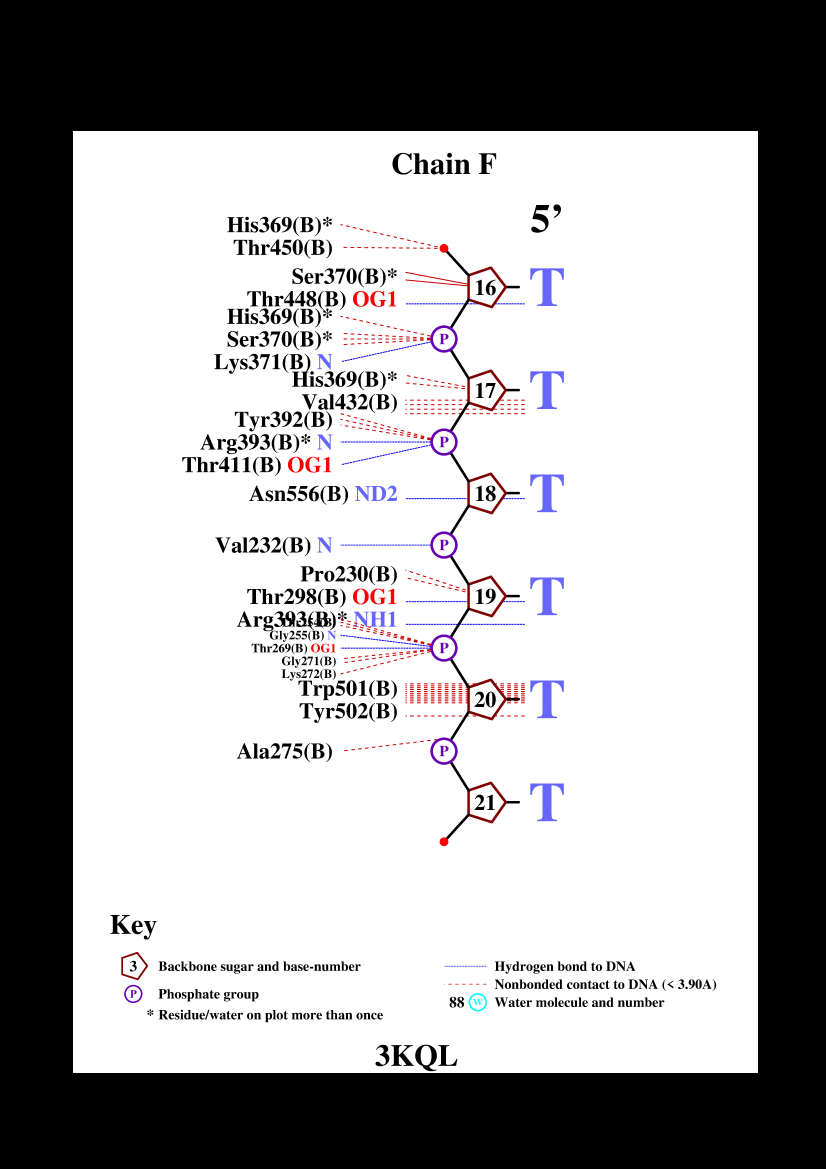 Chain F
5’
His369(B)*
Thr450(B)
Ser370(B)*
16 T
Thr448(B) OG1
His369(B)*
Ser370(B)*
P
Lys371(B) N
His369(B)*
17 T
Val432(B)
Tyr392(B)
Arg393(B)* N
P
Thr411(B) OG1
Asn556(B) ND2
18 T
Val232(B) N
P
Pro230(B)
Thr298(B) OG1
19 T
Arg393(B)* NH1
Gly255(B) N
Thr269(B) OG1
P
Gly271(B)
Lys272(B)
Trp501(B)
20 T
Tyr502(B)
Ala275(B)
P
21 T
Key
3 Backbone sugar and base-number
P Phosphate group
* Residue/water on plot more than once
Hydrogen bond to DNA
Nonbonded contact to DNA (< 3.90A)
88 W Water molecule and number
3KQL